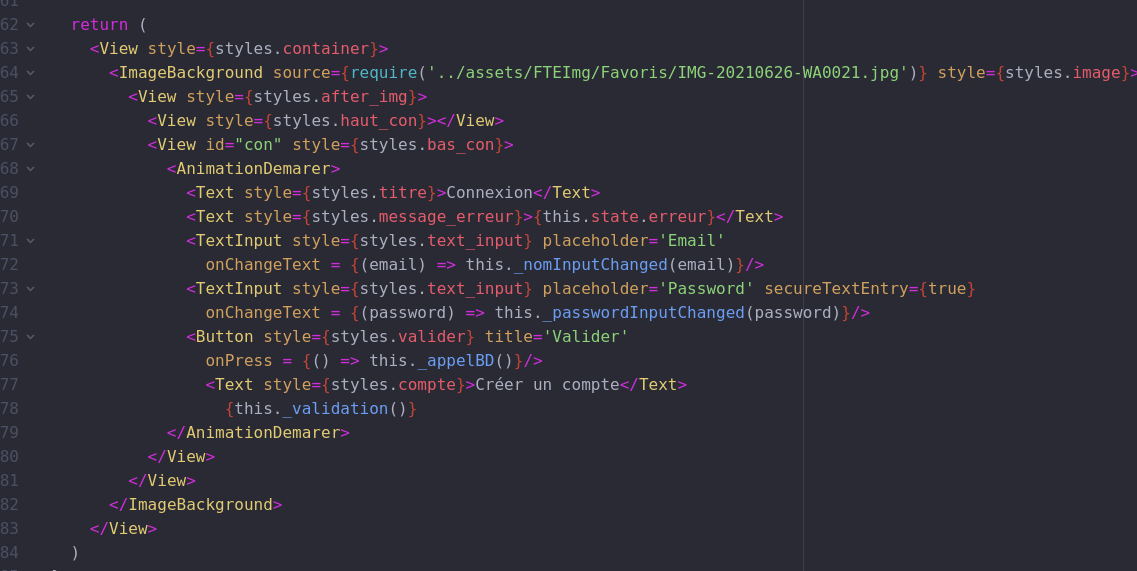 61
62 return (
63 <View style={styles.container}>
64 <ImageBackground source={require('../assets/FTEImg/Favoris/IMG-20210626-WA0021.jpg')} style={styles.image}>
65 <View style={styles.after_img}>
66 <View style={styles.haut_con}></View>
67 <View id="con" style={styles.bas_con}>
68 <AnimationDemarer>
69 <Text style={styles.titre}>Connexion</Text>
70 <Text style={styles.message_erreur}>{this.state.erreur}</Text>
71 <TextInput style={styles.text_input} placeholder='Email'
72 onChangeText = {(email) => this._nomInputChanged(email)}/>
73 <TextInput style={styles.text_input} placeholder='Password' secureTextEntry={true}
74 onChangeText = {(password) => this._passwordInputChanged(password)}/>
75 <Button style={styles.valider} title='Valider'
76 onPress = {() => this._appelBD()}/>
77 <Text style={styles.compte}>Créer un compte</Text>
78 {this._validation()}
79 </AnimationDemarer>
80 </View>
81 </View>
82 </ImageBackground>
83 </View>
84 )